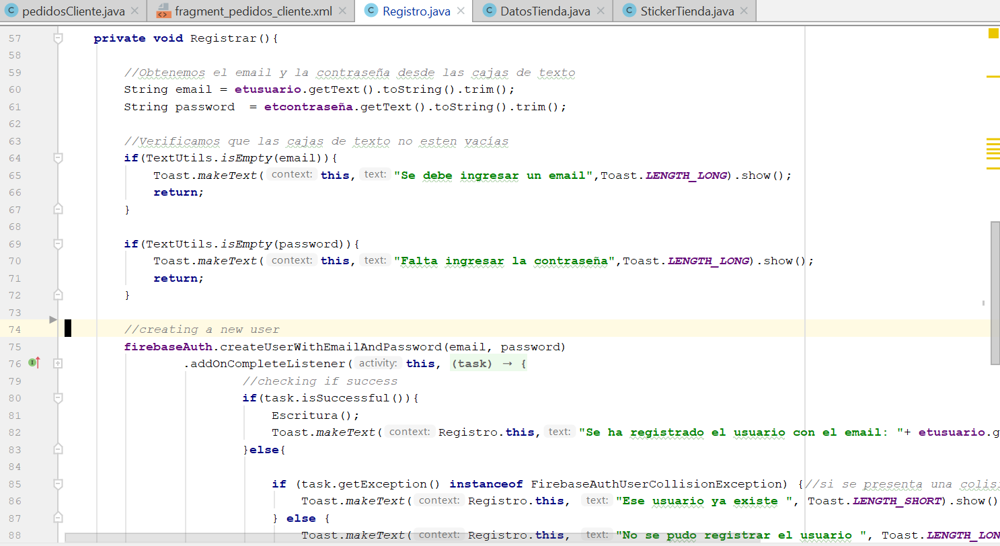 pedidosCliente.java fragment_pedidos_cliente.xml Registro.java DatosTienda.java StickerTienda.java
57 private void Registrar(){
58
59 //Obtenemos el email y la contraseña desde las cajas de texto
60 String email = etusuario.getText().toString().trim();
61 String password  = etcontraseña.getText().toString().trim();
62
63 //Verificamos que las cajas de texto no esten vacías
64 if(TextUtils.isEmpty(email)){
65 Toast.makeText( context: this, text: "Se debe ingresar un email",Toast.LENGTH_LONG).show();
66 return;
67 }
68
69 if(TextUtils.isEmpty(password)){
70 Toast.makeText( context: this, text: "Falta ingresar la contraseña",Toast.LENGTH_LONG).show();
71 return;
72 }
73
74 //creating a new user
75 firebaseAuth.createUserWithEmailAndPassword(email, password)
76 .addOnCompleteListener( activity: this, (task) → {
79 //checking if success
80 if(task.isSuccessful()){
81 Escritura();
82 Toast.makeText( context: Registro.this, text: "Se ha registrado el usuario con el email: "+ etusuario.g
83 }else{
84
85 if (task.getException() instanceof FirebaseAuthUserCollisionException) {//si se presenta una colisi
86 Toast.makeText( context: Registro.this, text: "Ese usuario ya existe ", Toast.LENGTH_SHORT).show()
87 } else {
88 Toast.makeText( context: Registro.this, text: "No se pudo registrar el usuario ", Toast.LENGTH_LON